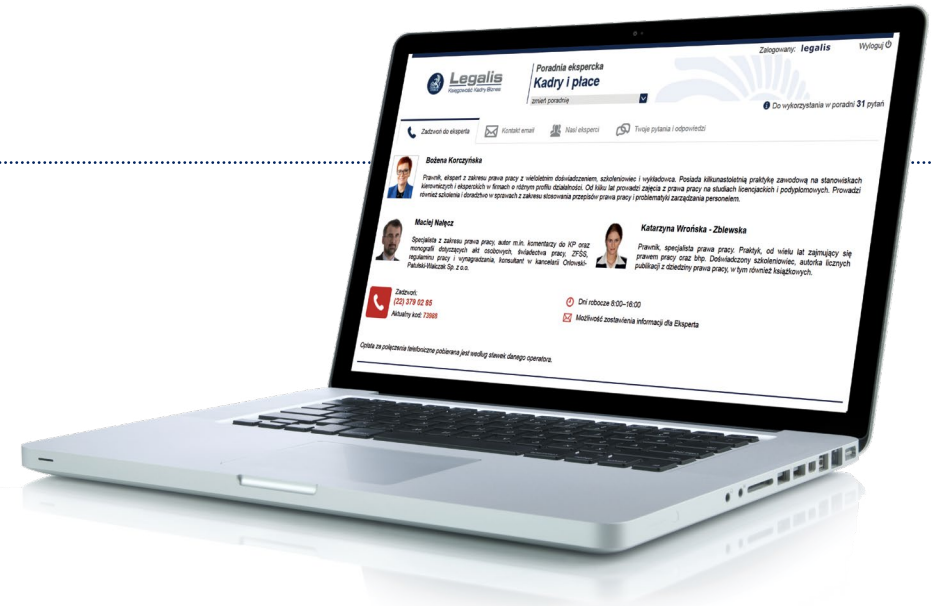 Zalogowany: legalis Wyloguj
Legalis
Księgowość Kadry Biznes
Poradnia ekspercka
Kadry i płace
zmień poradnię
Do wykorzystania w poradni 31 pytań
Zadzwoń do eksperta Kontakt email Nasi eksperci Twoje pytania i odpowiedzi
Bożena Korczyńska
Prawnik, ekspert z zakresu prawa pracy z wieloletnim doświadczeniem, szkoleniowiec i wykładowca. Posiada kilkunastoletnią praktykę zawodową na stanowiskach
kierowniczych i eksperckich w firmach o różnym profilu działalności. Od kilku lat prowadzi zajęcia z prawa pracy na studiach licencjackich i podyplomowych. Prowadzi
również szkolenia i doradztwo w sprawach z zakresu stosowania przepisów prawa pracy i problematyki zarządzania personelem.
Maciej Nałęcz
Specjalista z zakresu prawa pracy, autor m.in. komentarzy do KP oraz
monografii dotyczących akt osobowych, świadectwa pracy, ZFŚS,
regulaminu pracy i wynagradzania, konsultant w kancelarii Orłowski-
Patulski-Walczak Sp. z o.o.
Katarzyna Wrońska - Zblewska
Prawnik, specjalista prawa pracy. Praktyk, od wielu lat zajmujący się
prawem pracy oraz bhp. Doświadczony szkoleniowiec, autorka licznych
publikacji z dziedziny prawa pracy, w tym również książkowych.
Zadzwoń:
(22) 379 02 85
Aktualny kod: 73988
Dni robocze 8:00–16:00
Możliwość zostawienia informacji dla Eksperta
Opłata za połączenia telefoniczne pobierana jest według stawek danego operatora.